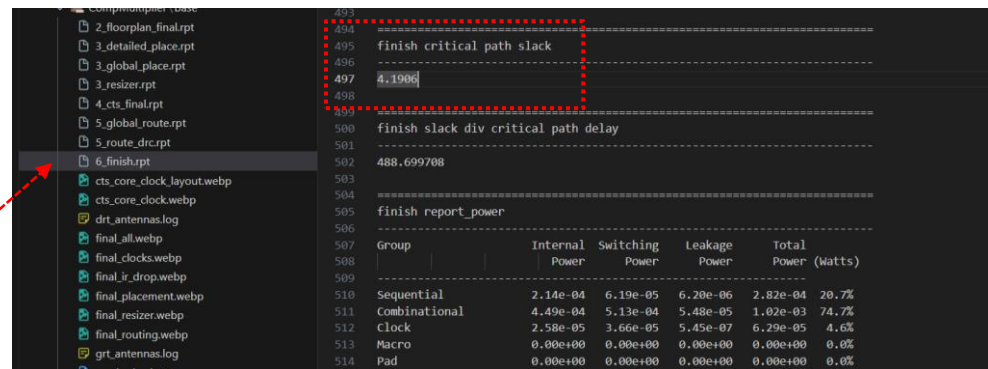 CompMultiplier \ base
2_floorplan_final.rpt
3_detailed_place.rpt
3_global_place.rpt
3_resizer.rpt
4_cts_final.rpt
5_global_route.rpt
5_route_drc.rpt
6_finish.rpt
cts_core_clock_layout.webp
cts_core_clock.webp
drt_antennas.log
final_all.webp
final_clocks.webp
final_ir_drop.webp
final_placement.webp
final_resizer.webp
final_routing.webp
grt_antennas.log
493
494 ==========================================================================
495 finish critical path slack
496 --------------------------------------------------------------------------
497 4.1906
498
499 ==========================================================================
500 finish slack div critical path delay
501 --------------------------------------------------------------------------
502 488.699708
503
504 ==========================================================================
505 finish report_power
506 --------------------------------------------------------------------------
507 Group Internal Switching Leakage Total
508 Power Power Power Power (Watts)
509 ----------------------------------------------------------------
510 Sequential 2.14e-04 6.19e-05 6.20e-06 2.82e-04 20.7%
511 Combinational 4.49e-04 5.13e-04 5.48e-05 1.02e-03 74.7%
512 Clock 2.58e-05 3.66e-05 5.45e-07 6.29e-05 4.6%
513 Macro 0.00e+00 0.00e+00 0.00e+00 0.00e+00 0.0%
514 Pad 0.00e+00 0.00e+00 0.00e+00 0.00e+00 0.0%